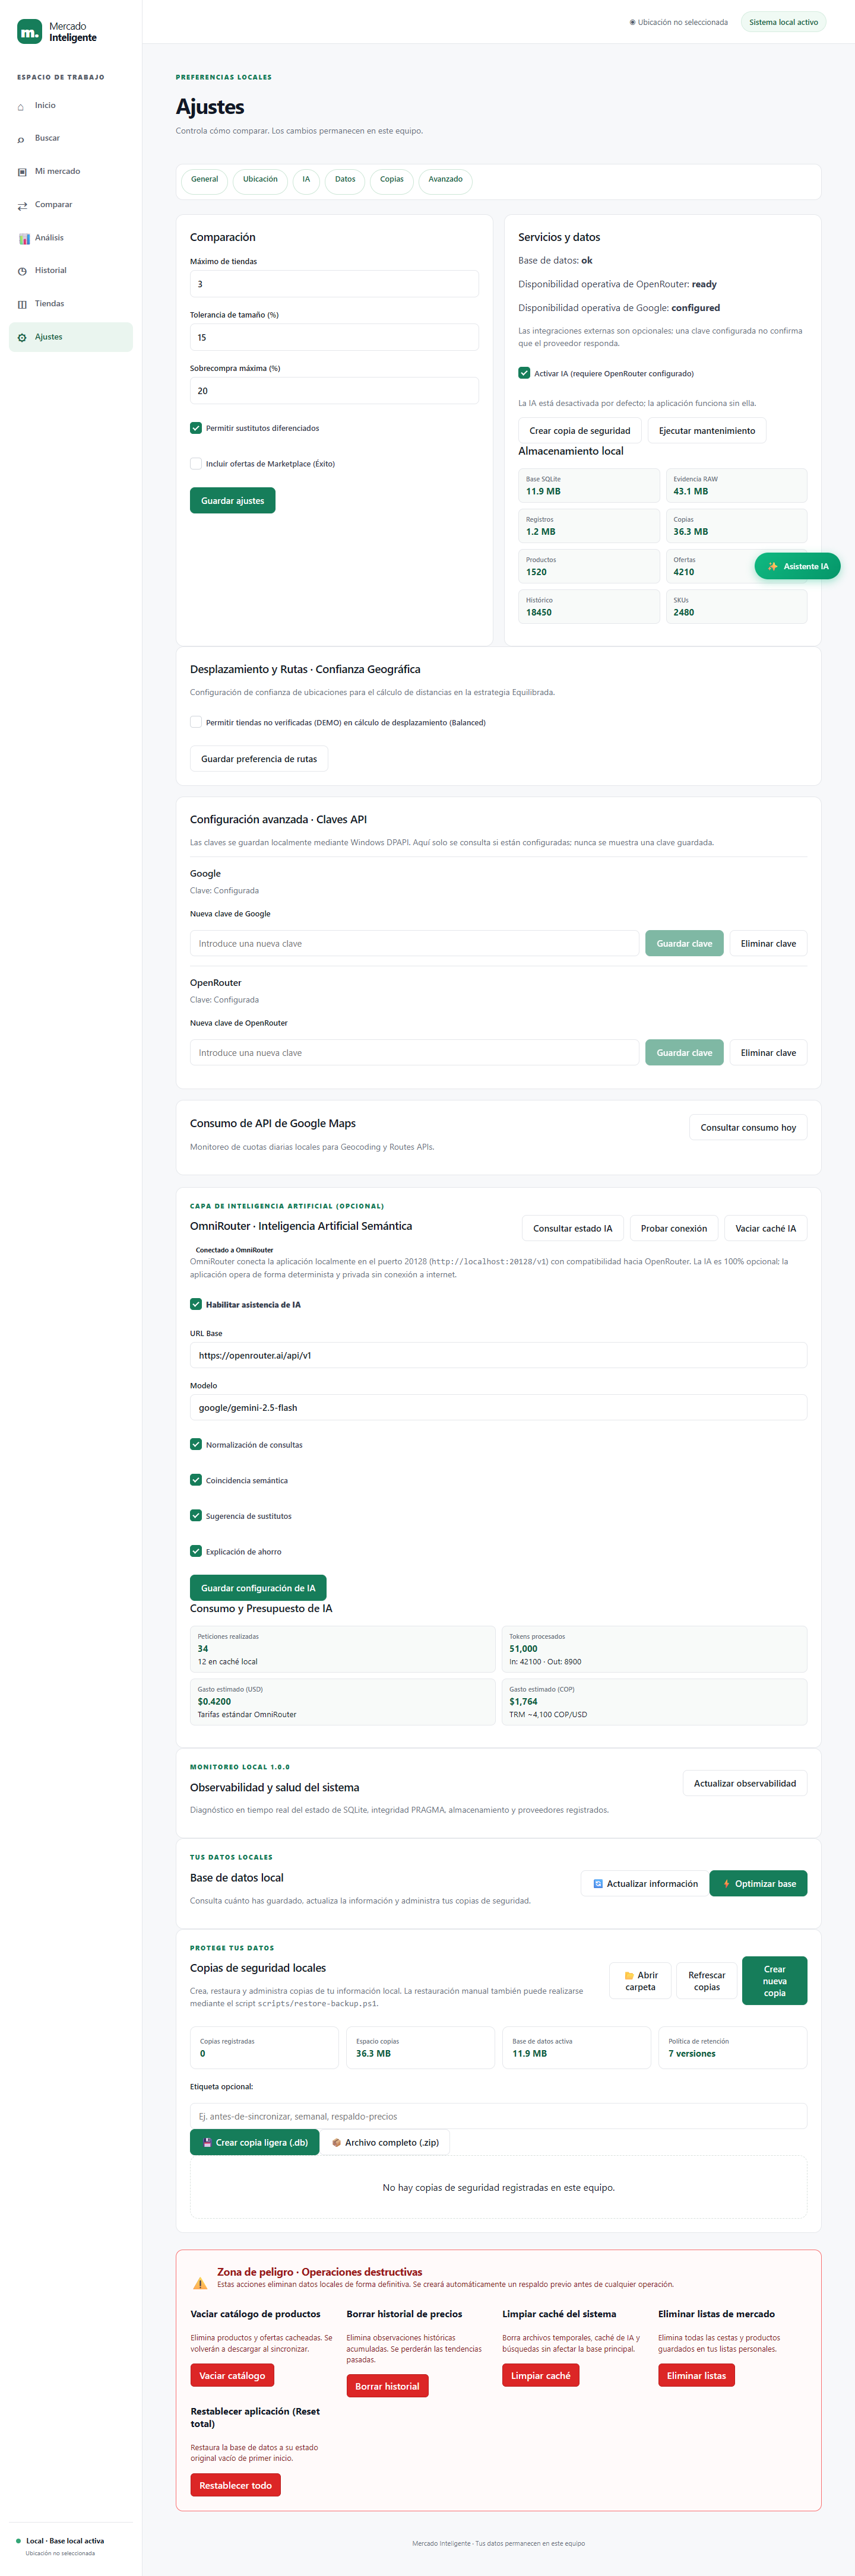 m.
Mercado
Inteligente
ESPACIO DE TRABAJO
Inicio
Buscar
Mi mercado
Comparar
Análisis
Historial
Tiendas
Ajustes
Local · Base local activa
Ubicación no seleccionada
Ubicación no seleccionada
Sistema local activo
PREFERENCIAS LOCALES
Ajustes
Controla cómo comparar. Los cambios permanecen en este equipo.
General
Ubicación
IA
Datos
Copias
Avanzado
Comparación
Máximo de tiendas
3
Tolerancia de tamaño (%)
15
Sobrecompra máxima (%)
20
Permitir sustitutos diferenciados
Incluir ofertas de Marketplace (Éxito)
Guardar ajustes
Servicios y datos
Base de datos: ok
Disponibilidad operativa de OpenRouter: ready
Disponibilidad operativa de Google: configured
Las integraciones externas son opcionales: una clave configurada no confirma
que el proveedor responda.
Activar IA (requiere OpenRouter configurado)
La IA está desactivada por defecto: la aplicación funciona sin ella.
Crear copia de seguridad
Ejecutar mantenimiento
Almacenamiento local
Base SQLite
11.9 MB
Evidencia RAW
43.1 MB
Registros
1.2 MB
Copias
36.3 MB
Productos
1520
Ofertas
4210
Histórico
18450
SKUs
2480
Asistente IA
Desplazamiento y Rutas · Confianza Geográfica
Configuración de confianza de ubicaciones para el cálculo de distancias en la estrategia Equilibrada.
Permitir tiendas no verificadas (DEMO) en cálculo de desplazamiento (Balanced)
Guardar preferencia de rutas
Configuración avanzada · Claves API
Las claves se guardan localmente mediante Windows DPAPI. Aquí solo se consulta si están configuradas; nunca se muestra una clave guardada.
Google
Clave: Configurada
Nueva clave de Google
Introduce una nueva clave
Guardar clave
Eliminar clave
OpenRouter
Clave: Configurada
Nueva clave de OpenRouter
Introduce una nueva clave
Guardar clave
Eliminar clave
Consumo de API de Google Maps
Monitoreo de cuotas diarias locales para Geocoding y Routes APIs.
Consultar consumo hoy
CAPA DE INTELIGENCIA ARTIFICIAL (OPCIONAL)
OmniRouter · Inteligencia Artificial Semántica
Consultar estado IA
Probar conexión
Vaciar caché IA
Conectado a OmniRouter
OmniRouter conecta la aplicación localmente en el puerto 20128 (http://localhost:20128/v1) con compatibilidad hacia OpenRouter. La IA es 100% opcional; la
aplicación opera de forma determinista y privada sin conexión a internet.
Habilitar asistencia de IA
URL Base
https://openrouter.ai/api/v1
Modelo
google/gemini-2.5-flash
Normalización de consultas
Coincidencia semántica
Sugerencia de sustitutos
Explicación de ahorro
Guardar configuración de IA
Consumo y Presupuesto de IA
Peticiones realizadas
34
12 en caché local
Tokens procesados
51,000
In: 42100 · Out: 8900
Gasto estimado (USD)
$0.4200
Tarifas estándar OmniRouter
Gasto estimado (COP)
$1,764
TRM ~4,100 COP/USD
MONITOREO LOCAL 1.0.0
Observabilidad y salud del sistema
Diagnóstico en tiempo real del estado de SQLite, integridad PRAGMA, almacenamiento y proveedores registrados.
Actualizar observabilidad
TUS DATOS LOCALES
Base de datos local
Consulta cuánto has guardado, actualiza la información y administra tus copias de seguridad.
Actualizar información
Optimizar base
PROTEGE TUS DATOS
Copias de seguridad locales
Crea, restaura y administra copias de tu información local. La restauración manual también puede realizarse
mediante el script scripts/restore-backup.ps1.
Abrir
carpeta
Refrescar
copias
Crear
nueva
copia
Copias registradas
0
Espacio copias
36.3 MB
Base de datos activa
11.9 MB
Política de retención
7 versiones
Etiqueta opcional:
Ej. antes-de-sincronizar, semanal, respaldo-precios
Crear copia ligera (.db)
Archivo completo (.zip)
No hay copias de seguridad registradas en este equipo.
Zona de peligro · Operaciones destructivas
Estas acciones eliminan datos locales de forma definitiva. Se creará automáticamente un respaldo previo antes de cualquier operación.
Vaciar catálogo de productos
Elimina productos y ofertas cacheadas. Se
volverán a descargar al sincronizar.
Vaciar catálogo
Borrar historial de precios
Elimina observaciones históricas
acumuladas. Se perderán las tendencias
pasadas.
Borrar historial
Limpiar caché del sistema
Borra archivos temporales, caché de IA y
búsquedas sin afectar la base principal.
Limpiar caché
Eliminar listas de mercado
Elimina todas las cestas y productos
guardados en tus listas personales.
Eliminar listas
Restablecer aplicación (Reset
total)
Restaura la base de datos a su estado
original vacío de primer inicio.
Restablecer todo
Mercado Inteligente · Tus datos permanecen en este equipo